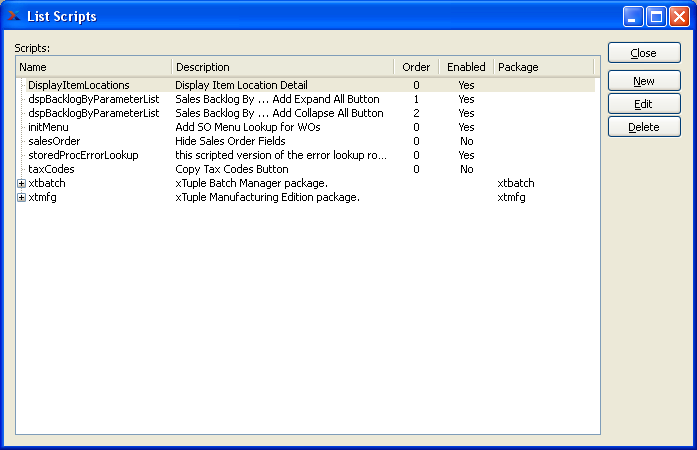 List Scripts
Scripts:
Close
Name Description Order Enabled Package
New
DisplayItemLocations Display Item Location Detail 0 Yes
dspBacklogByParameterList Sales Backlog By ... Add Expand All Button 1 Yes
Edit
dspBacklogByParameterList Sales Backlog By ... Add Collapse All Button 2 Yes
initMenu Add SO Menu Lookup for WOs 0 Yes
Delete
salesOrder Hide Sales Order Fields 0 No
storedProcErrorLookup this scripted version of the error lookup ro... 0 Yes
taxCodes Copy Tax Codes Button 0 No
xtbatch xTuple Batch Manager package. xtbatch
xtmfg xTuple Manufacturing Edition package. xtmfg